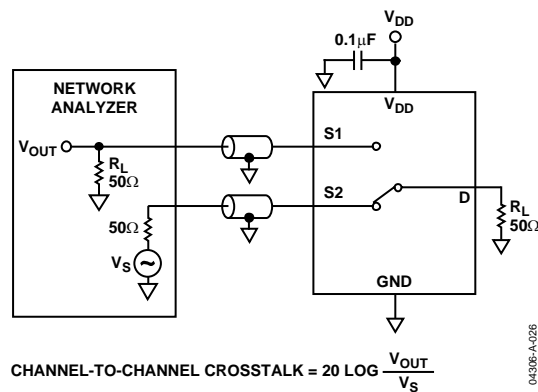 VDD
0.1µF
NETWORK
ANALYZER
VDD
VOUT
S1
RL
50Ω
S2
50Ω
D
RL
50Ω
VS
GND
CHANNEL-TO-CHANNEL CROSSTALK = 20 LOG VOUT
VS
04306-A-026